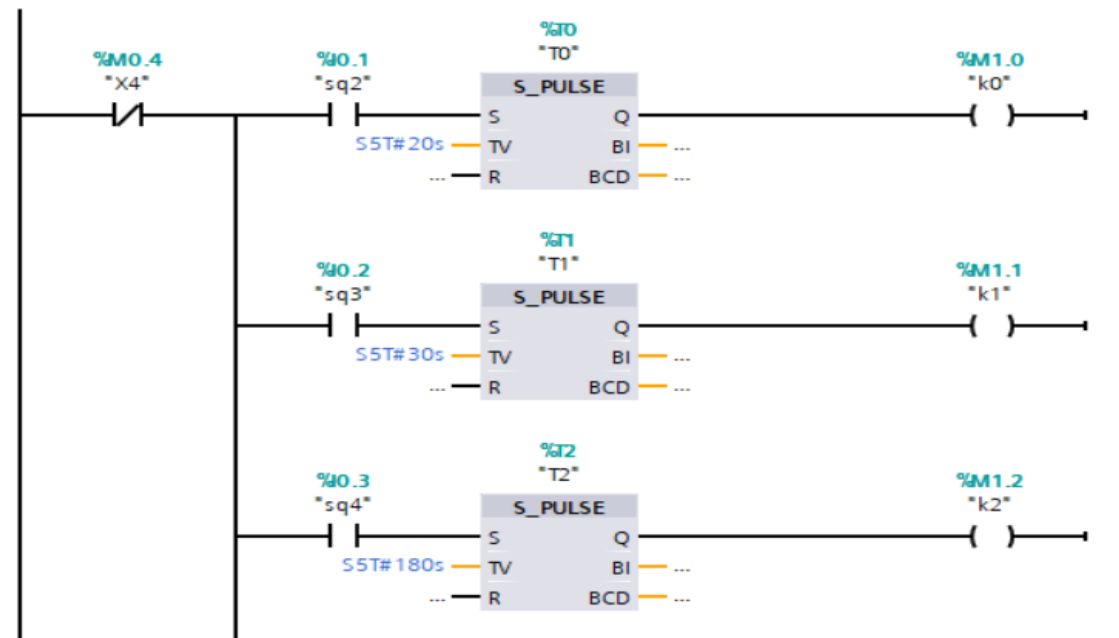 %T0
"T0"
%M0.4 %I0.1 %M1.0
"X4" "sq2" "k0"
S_PULSE
S Q
S5T#20s TV BI ...
... R BCD ...
%T1
"T1"
%I0.2 %M1.1
"sq3" "k1"
S_PULSE
S Q
S5T#30s TV BI ...
... R BCD ...
%T2
"T2"
%I0.3 %M1.2
"sq4" "k2"
S_PULSE
S Q
S5T#180s TV BI ...
... R BCD ...